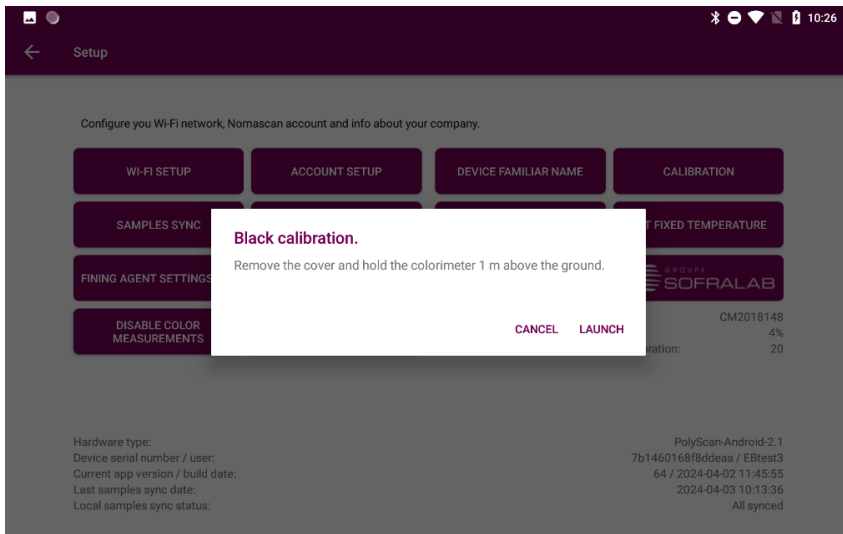 10:26
Setup
Configure you Wi-Fi network, Nomascan account and info about your company.
WI-FI SETUP
ACCOUNT SETUP
DEVICE FAMILIAR NAME
CALIBRATION
SAMPLES SYNC
FIXED TEMPERATURE
Black calibration.
Remove the cover and hold the colorimeter 1 m above the ground.
CANCEL LAUNCH
FINING AGENT SETTINGS
GROUPE
SOFRALAB
DISABLE COLOR
MEASUREMENTS
CM2018148
4%
20
Hardware type: PolyScan-Android-2.1
Device serial number / user: 7b1460168f8ddeaa / EBtest3
Current app version / build date: 64 / 2024-04-02 11:45:55
Last samples sync date: 2024-04-03 10:13:36
Local samples sync status: All synced